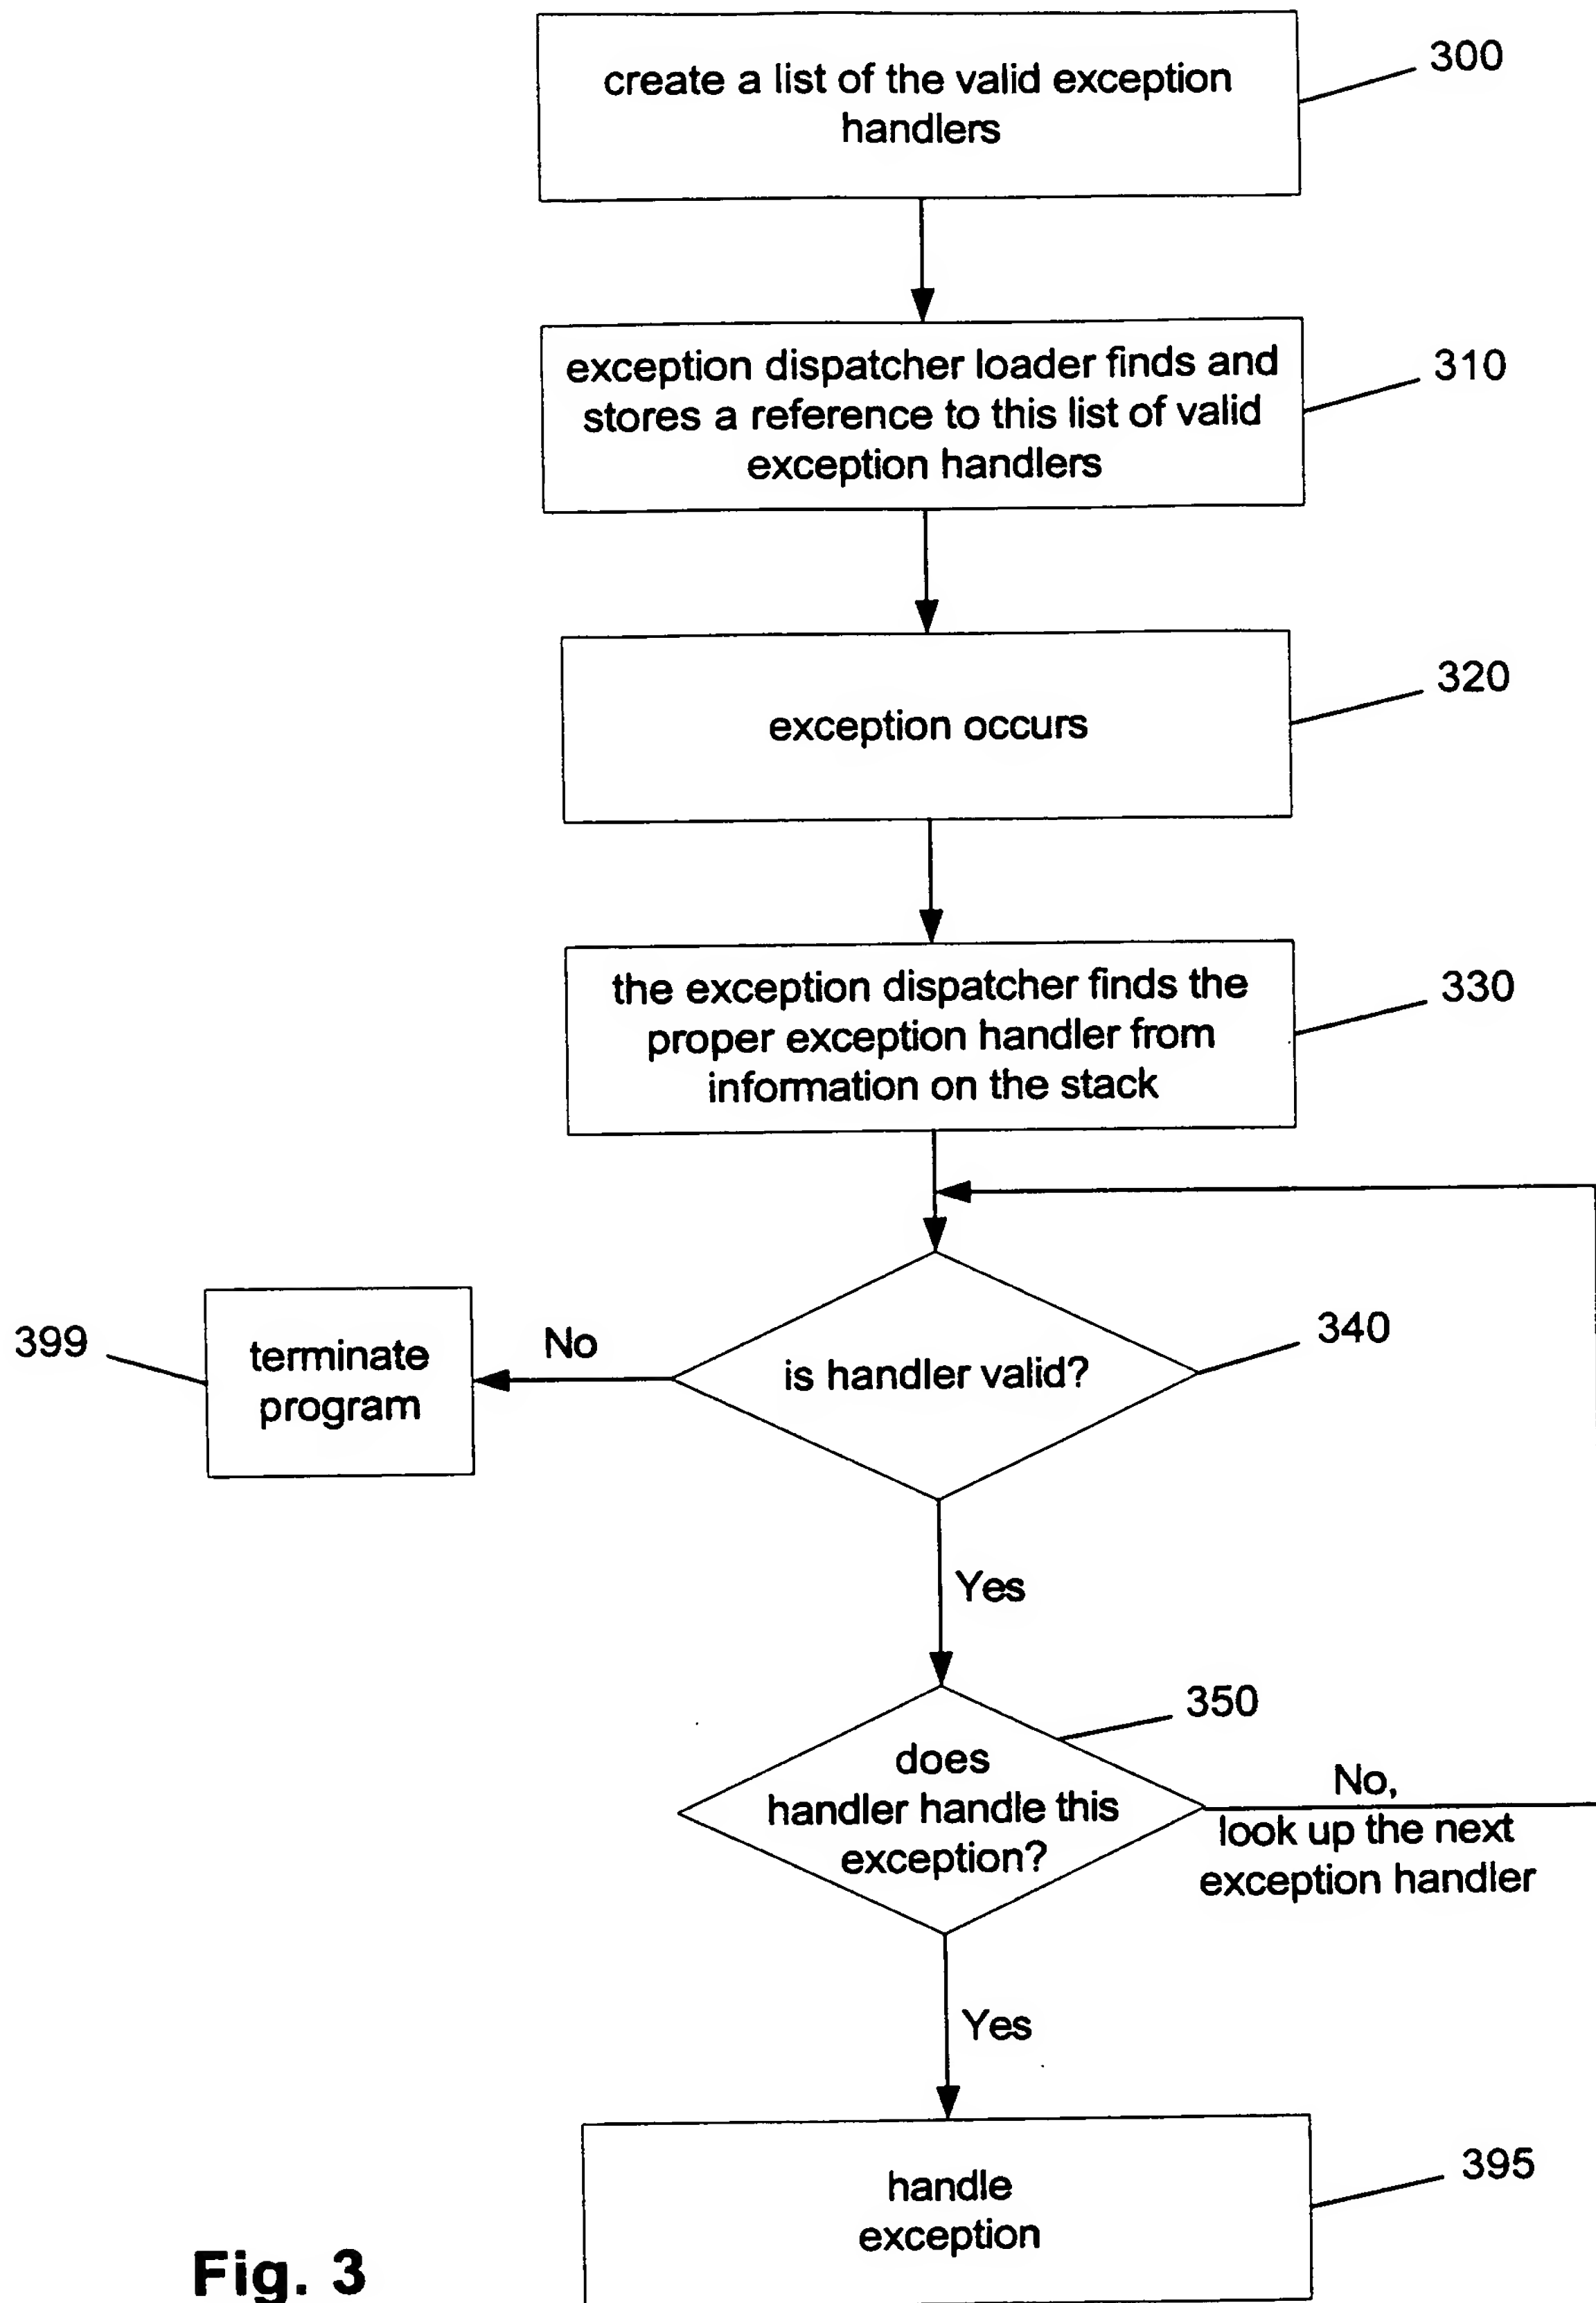 create a list of the valid exception
handlers
300
exception dispatcher loader finds and
stores a reference to this list of valid
exception handlers
310
exception occurs
320
the exception dispatcher finds the
proper exception handler from
information on the stack
330
is handler valid?
340
No
terminate
program
399
Yes
does
handler handle this
exception?
350
No,
look up the next
exception handler
Yes
handle
exception
395
Fig. 3